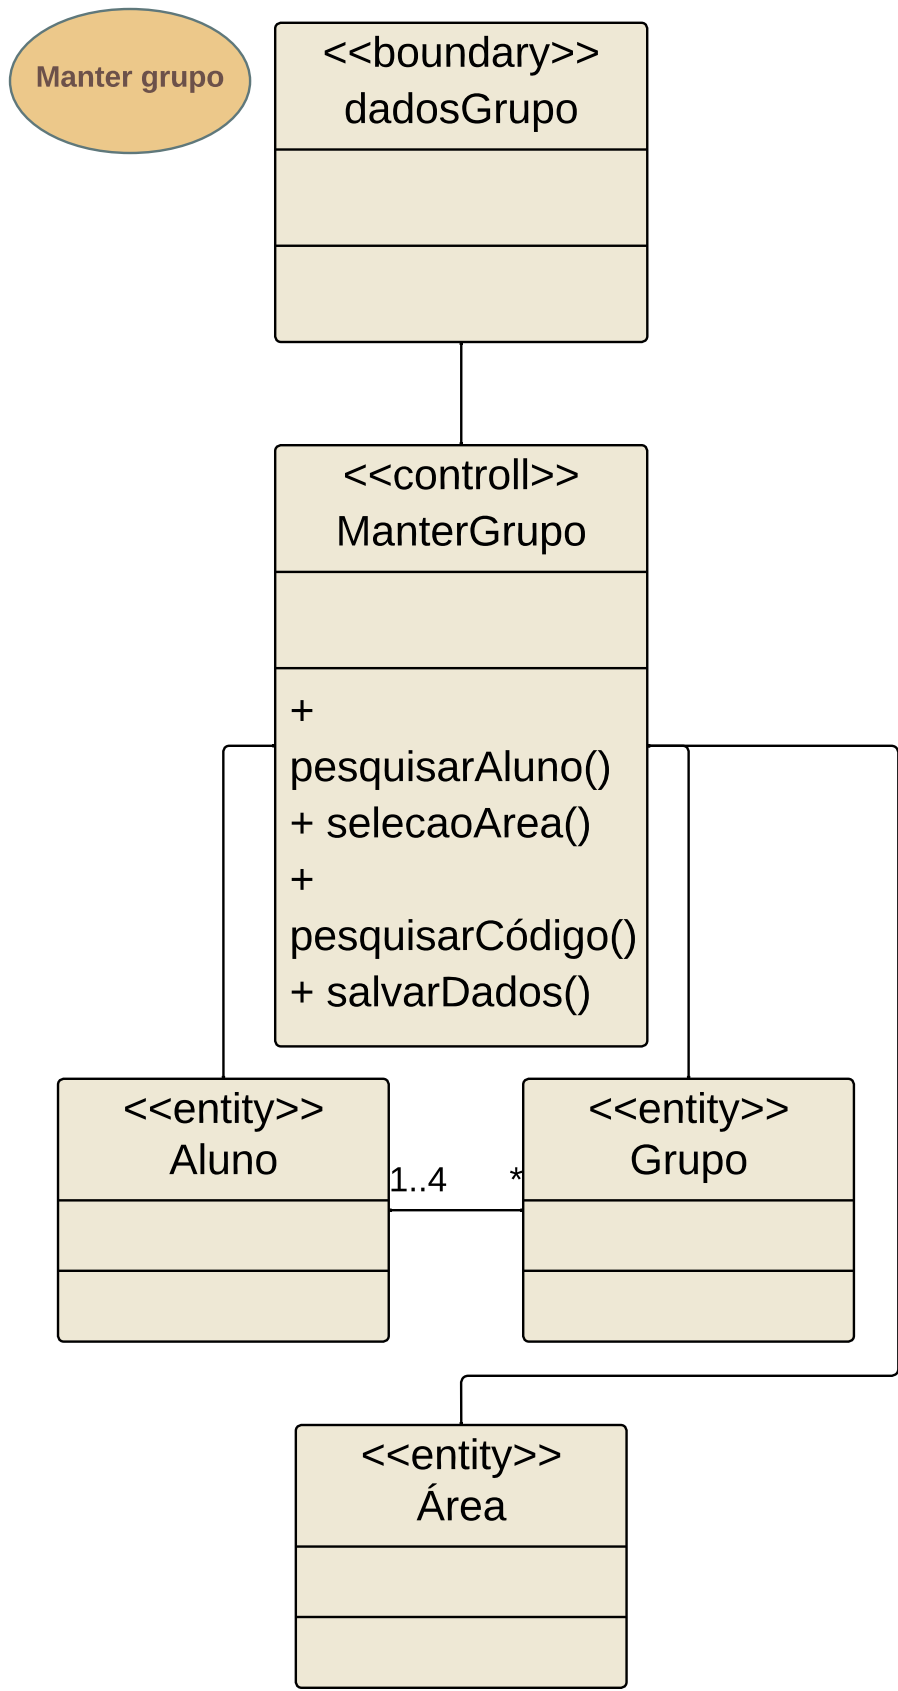 Manter grupo
<<boundary>>
dadosGrupo
<<controll>>
ManterGrupo
+
pesquisarAluno()
+ selecaoArea()
+
pesquisarCódigo()
+ salvarDados()
<<entity>>
Aluno
1..4
*
<<entity>>
Grupo
<<entity>>
Área